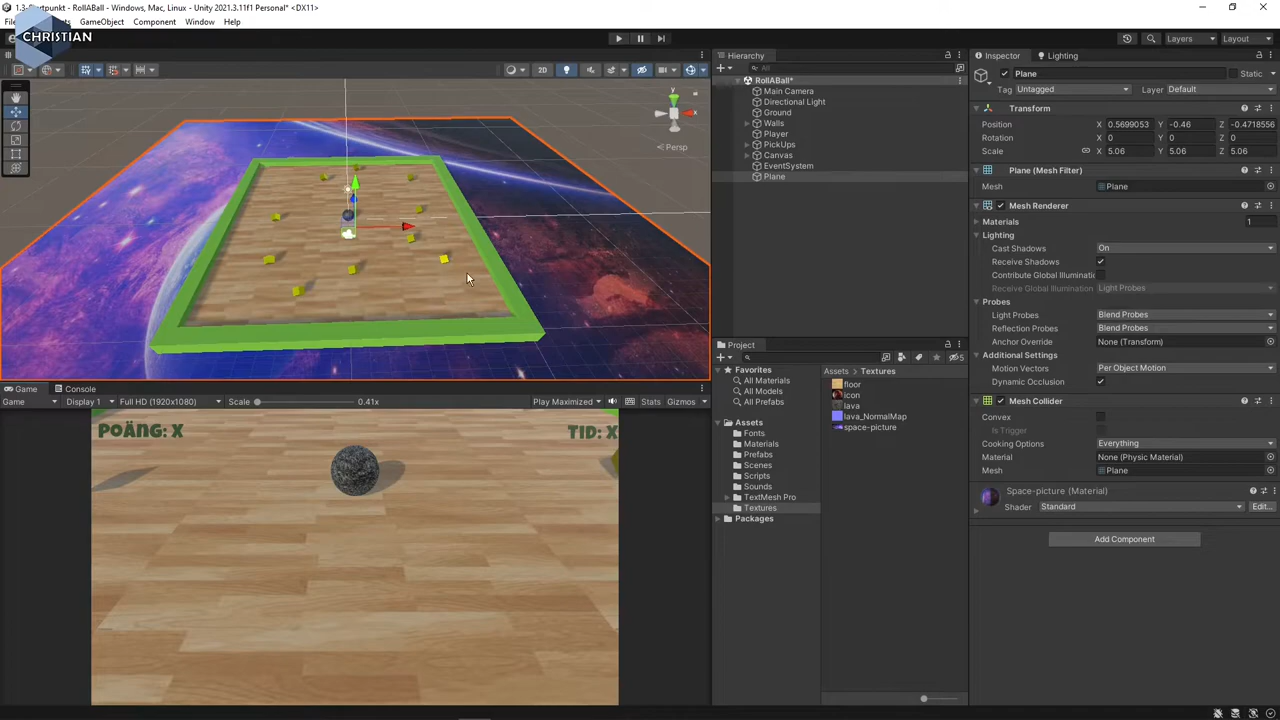 1.3-Startpunkt - RollABall - Windows, Mac, Linux - Unity 2021.3.11f1 Personal* <DX11>
GameObject Component Window Help
CHRISTIAN
Layers Layout
2D
Persp
y
x
Hierarchy
All
RollABall*
Main Camera
Directional Light
Ground
Walls
Player
PickUps
Canvas
EventSystem
Plane
Inspector Lighting
Plane Static
Tag Untagged Layer Default
Transform
Position X 0.5699053 Y -0.46 Z -0.4718556
Rotation X 0 Y 0 Z 0
Scale X 5.06 Y 5.06 Z 5.06
Plane (Mesh Filter)
Mesh Plane
Mesh Renderer
Materials 1
Lighting
Cast Shadows On
Receive Shadows
Contribute Global Illuminatio
Receive Global Illumination Light Probes
Probes
Light Probes Blend Probes
Reflection Probes Blend Probes
Anchor Override None (Transform)
Additional Settings
Motion Vectors Per Object Motion
Dynamic Occlusion
Mesh Collider
Convex
Is Trigger
Cooking Options Everything
Material None (Physic Material)
Mesh Plane
Space-picture (Material)
Shader Standard Edit...
Add Component
Project
5
Favorites
All Materials
All Models
All Prefabs
Assets
Fonts
Materials
Prefabs
Scenes
Scripts
Sounds
TextMesh Pro
Textures
Packages
Assets > Textures
floor
icon
lava
lava_NormalMap
space-picture
Game Console
Game Display 1 Full HD (1920x1080) Scale 0.41x Play Maximized Stats Gizmos
POÄNG: X
TID: X